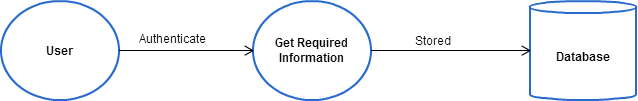 User
Authenticate
Get Required
Information
Stored
Database